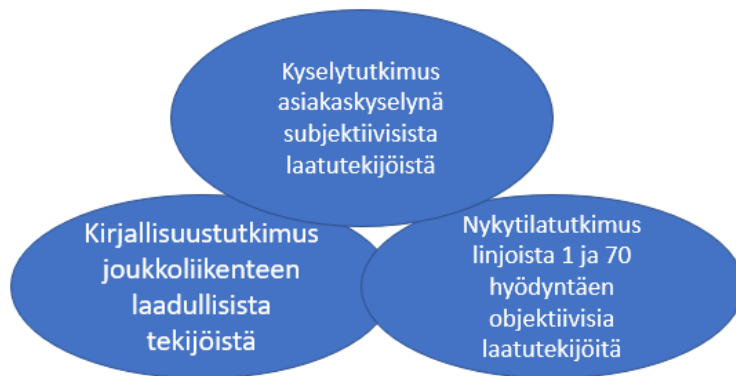 Kyselytutkimus
asiakaskyselynä
subjektiivisista
laatutekijöistä
Kirjallisuustutkimus
joukkoliikenteen
laadullisista
tekijöistä
Nykytilatutkimus
linjoista 1 ja 70
hyödyntäen
objektiivisia
laatutekijöitä